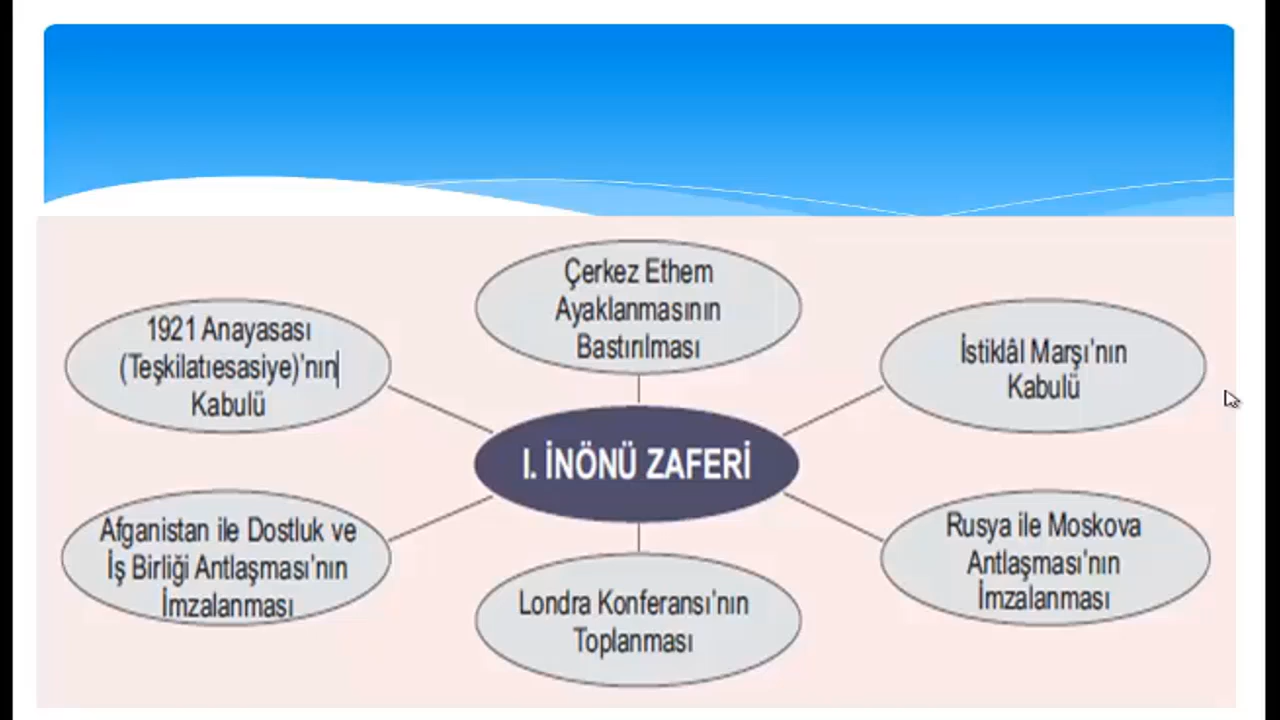 Çerkez Ethem
Ayaklanmasının
Bastırılması
1921 Anayasası
(Teşkilatıesasiye)'nın
Kabulü
İstiklâl Marşı'nın
Kabulü
I. İNÖNÜ ZAFERİ
Afganistan ile Dostluk ve
İş Birliği Antlaşması'nın
İmzalanması
Londra Konferansı'nın
Toplanması
Rusya ile Moskova
Antlaşması'nın
İmzalanması